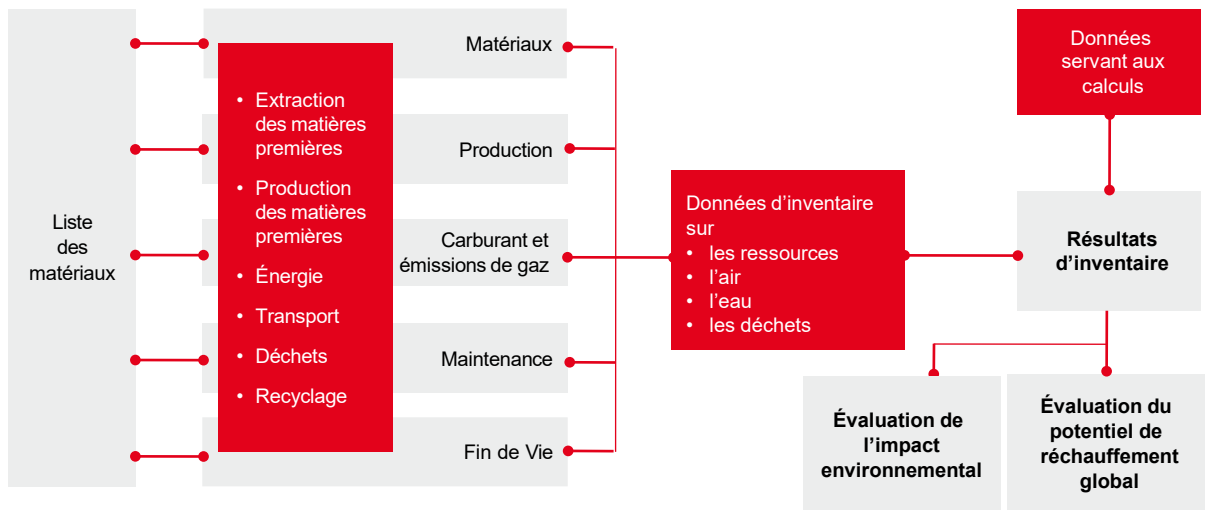 Liste
des
matériaux
• Extraction
des matières
premières
• Production
des matières
premières
• Énergie
• Transport
• Déchets
• Recyclage
Matériaux
Production
Carburant et
émissions de gaz
Maintenance
Fin de Vie
Données d’inventaire
sur
• les ressources
• l’air
• l’eau
• les déchets
Données
servant aux
calculs
Résultats
d’inventaire
Évaluation de
l’impact
environnemental
Évaluation du
potentiel de
réchauffement
global